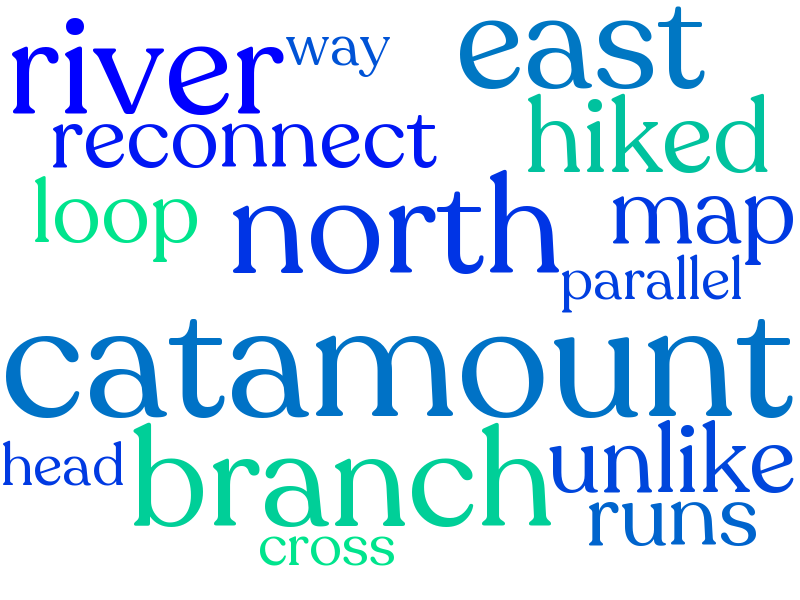 river way east
reconnect hiked
loop north map
parallel
catamount
head branch unlike
runs
cross